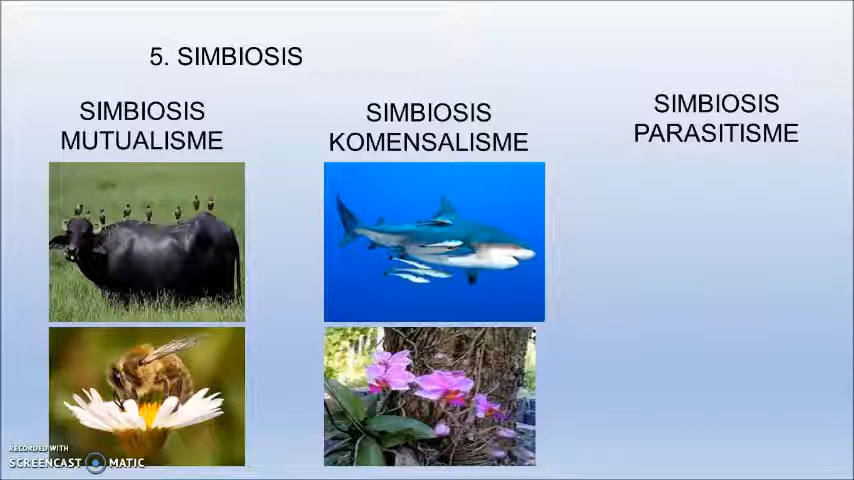 5. SIMBIOSIS
SIMBIOSIS
MUTUALISME
SIMBIOSIS
KOMENSALISME
SIMBIOSIS
PARASITISME
RECORDED WITH
SCREENCAST MATIC